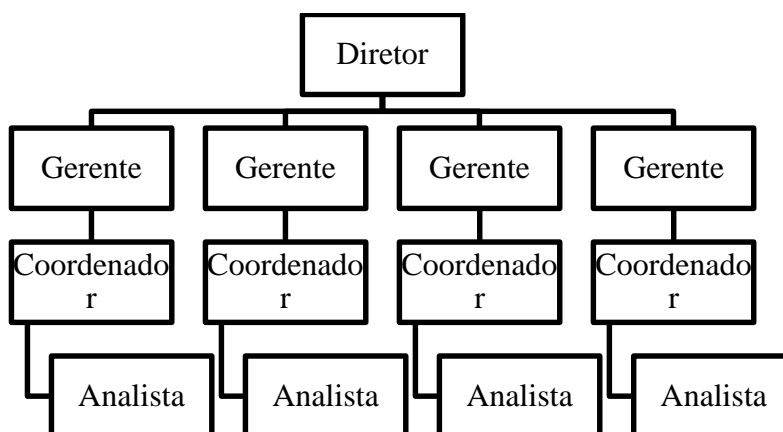 Diretor
Gerente
Gerente
Gerente
Gerente
Coordenado
r
Coordenado
r
Coordenado
r
Coordenado
r
Analista
Analista
Analista
Analista